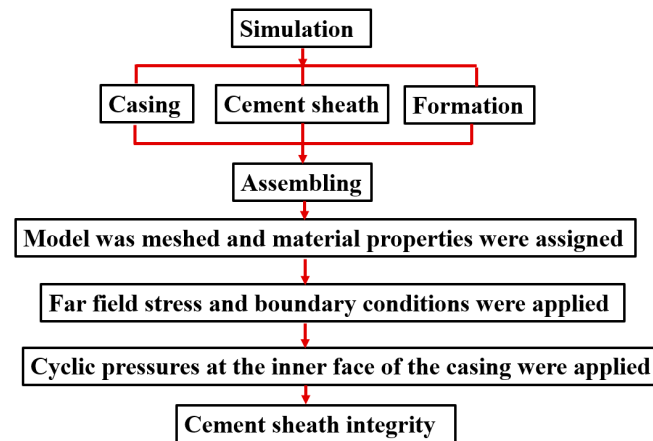 Simulation
Casing
Cement sheath
Formation
Assembling
Model was meshed and material properties were assigned
Far field stress and boundary conditions were applied
Cyclic pressures at the inner face of the casing were applied
Cement sheath integrity